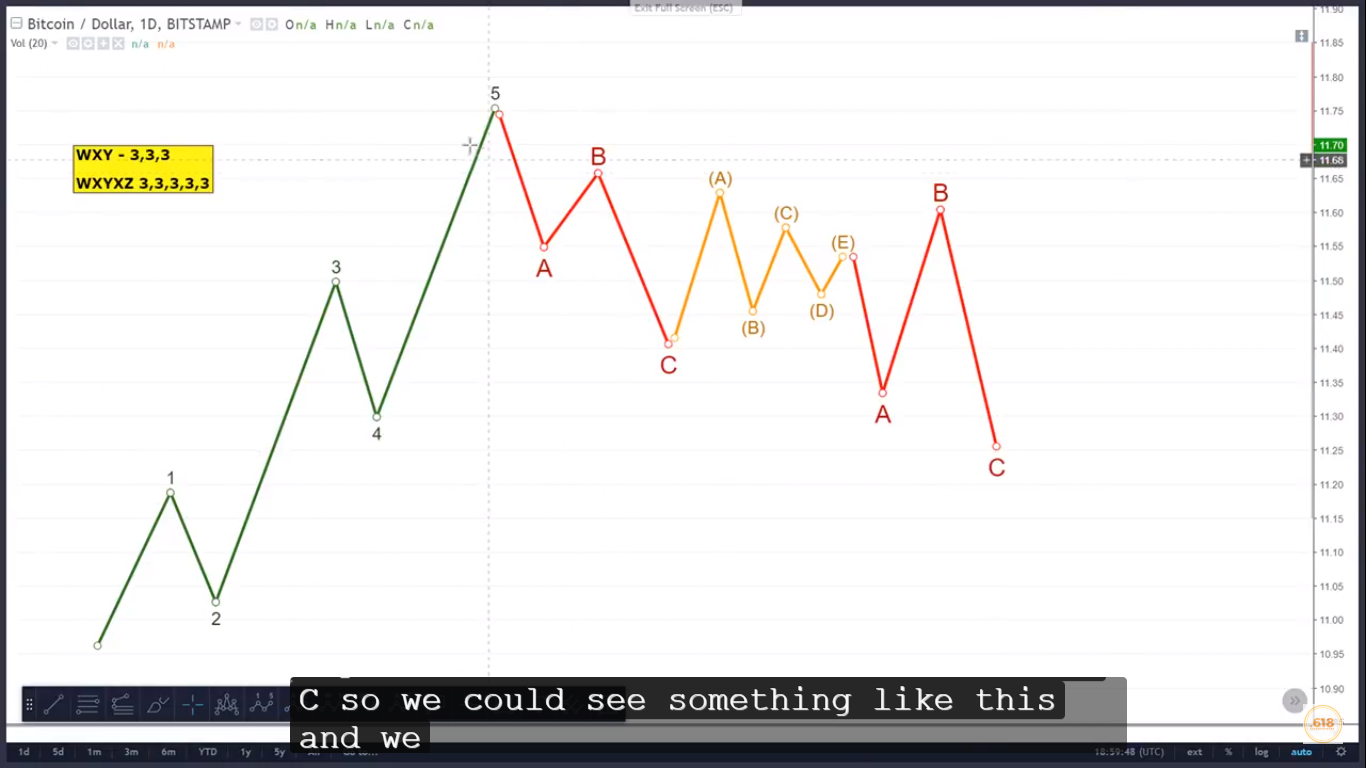 Exit Full Screen (ESC)
Bitcoin / Dollar, 1D, BITSTAMP On/a Hn/a Ln/a Cn/a
Vol (20) n/a n/a
WXY - 3,3,3
WXYXZ 3,3,3,3,3
1
2
3
4
5
A
B
C
(A)
(B)
(C)
(D)
(E)
A
B
C
11.90
11.85
11.80
11.75
11.70
11.68
11.65
11.60
11.55
11.50
11.45
11.40
11.35
11.30
11.25
11.20
11.15
11.10
11.05
11.00
10.95
10.90
C so we could see something like this
and we
.618
1d 5d 1m 3m 6m YTD 1y 5y
18:59:48 (UTC) ext % log auto